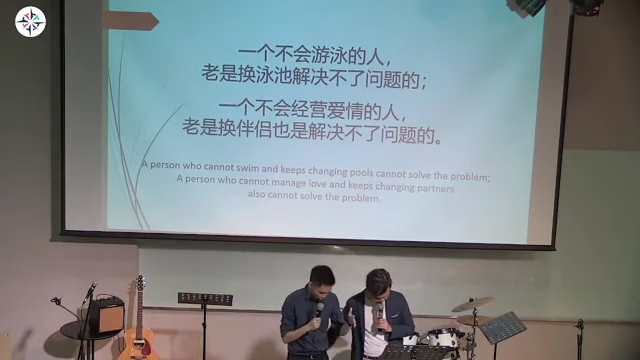 一个不会游泳的人，
老是换泳池解决不了问题的；
一个不会经营爱情的人，
老是换伴侣也是解决不了问题的。
A person who cannot swim and keeps changing pools cannot solve the problem;
A person who cannot manage love and keeps changing partners
also cannot solve the problem.